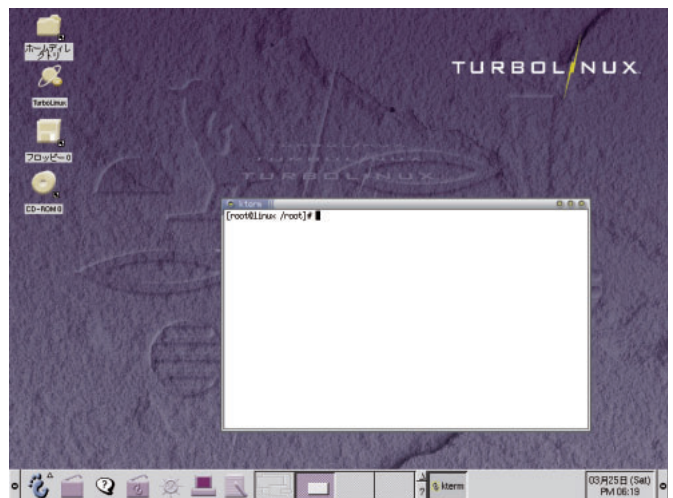 ホームディレ
クトリ
TurboLinux
フロッピー 0
CD-ROM 0
TURBOLINUX
TURBOLINUX
kterm
[root@linux /root]#
kterm
03月25日 (Sat)
PM 06:19